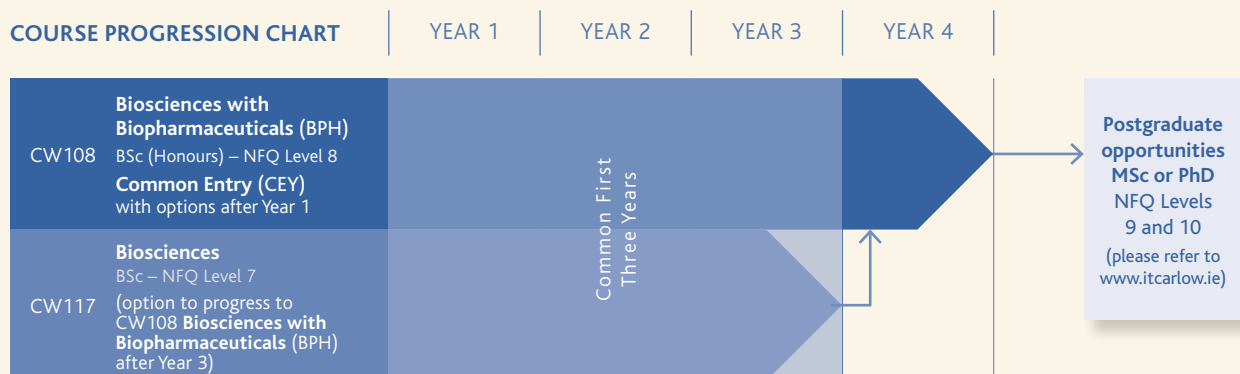 COURSE PROGRESSION CHART
YEAR 1
YEAR 2
YEAR 3
YEAR 4
CW108
Biosciences with
Biopharmaceuticals (BPH)
BSc (Honours) – NFQ Level 8
Common Entry (CEY)
with options after Year 1
CW117
Biosciences
BSc – NFQ Level 7
(option to progress to
CW108 Biosciences with
Biopharmaceuticals (BPH)
after Year 3)
Common First
Three Years
Postgraduate
opportunities
MSc or PhD
NFQ Levels
9 and 10
(please refer to
www.itcarlow.ie)